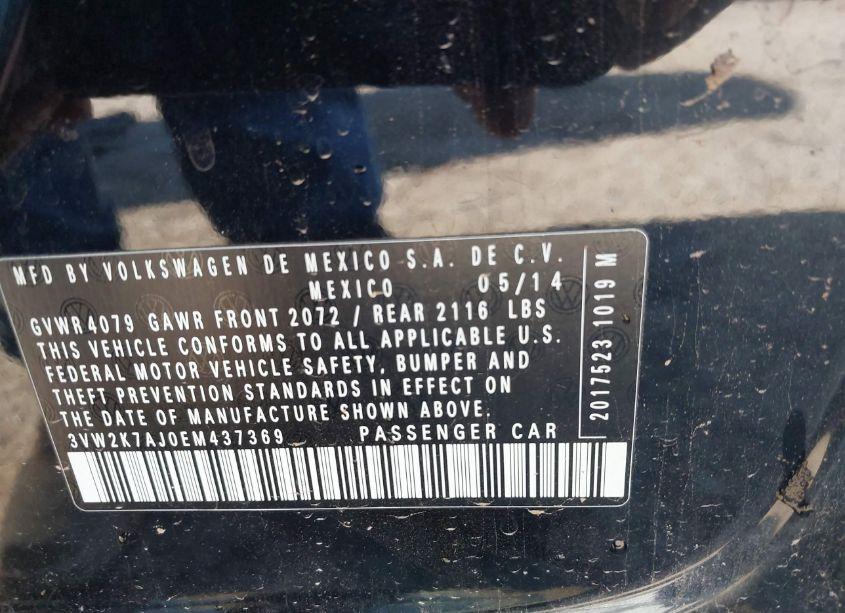 MFD BY VOLKSWAGEN DE MEXICO S.A. DE C.V.
MEXICO 05/14
GVWR4079 GAWR FRONT 2072 / REAR 2116 LBS
THIS VEHICLE CONFORMS TO ALL APPLICABLE U.S.
FEDERAL MOTOR VEHICLE SAFETY, BUMPER AND
THEFT PREVENTION STANDARDS IN EFFECT ON
THE DATE OF MANUFACTURE SHOWN ABOVE.
3VW2K7AJ0EM437369 PASSENGER CAR
2017523 1019 M